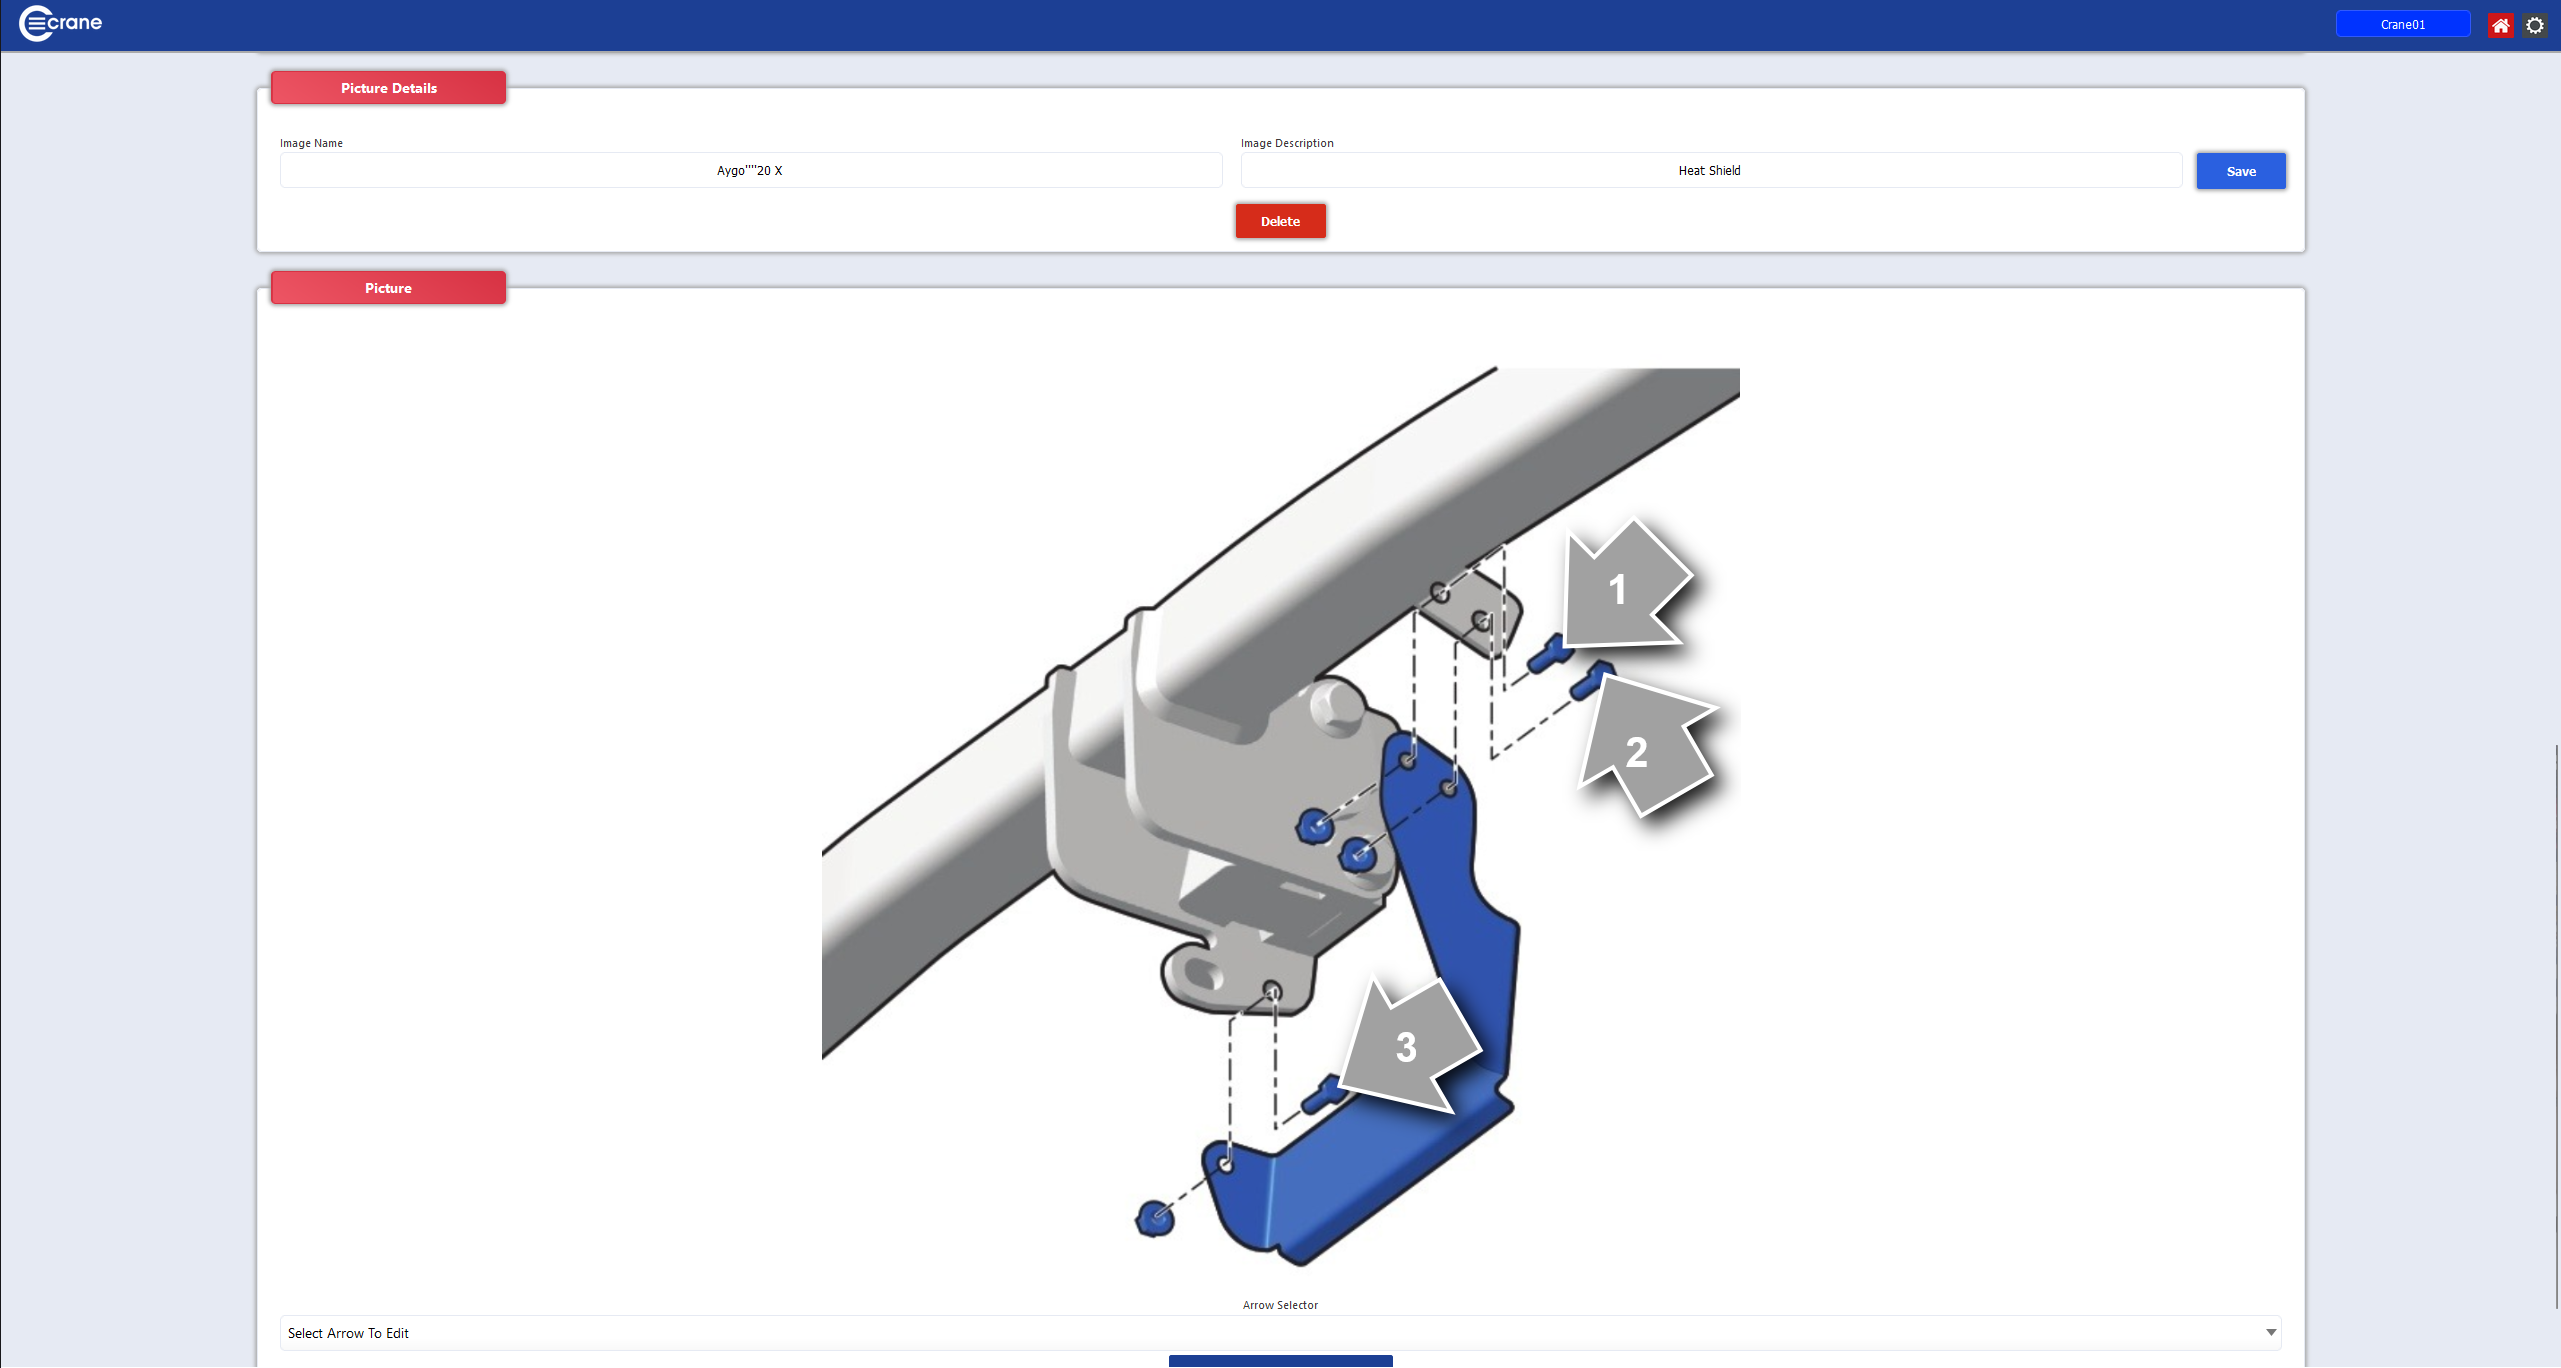 crane
Crane01
Picture Details
Image Name
Image Description
Aygo""20 X
Heat Shield
Save
Delete
Picture
1
2
3
Arrow Selector
Select Arrow To Edit